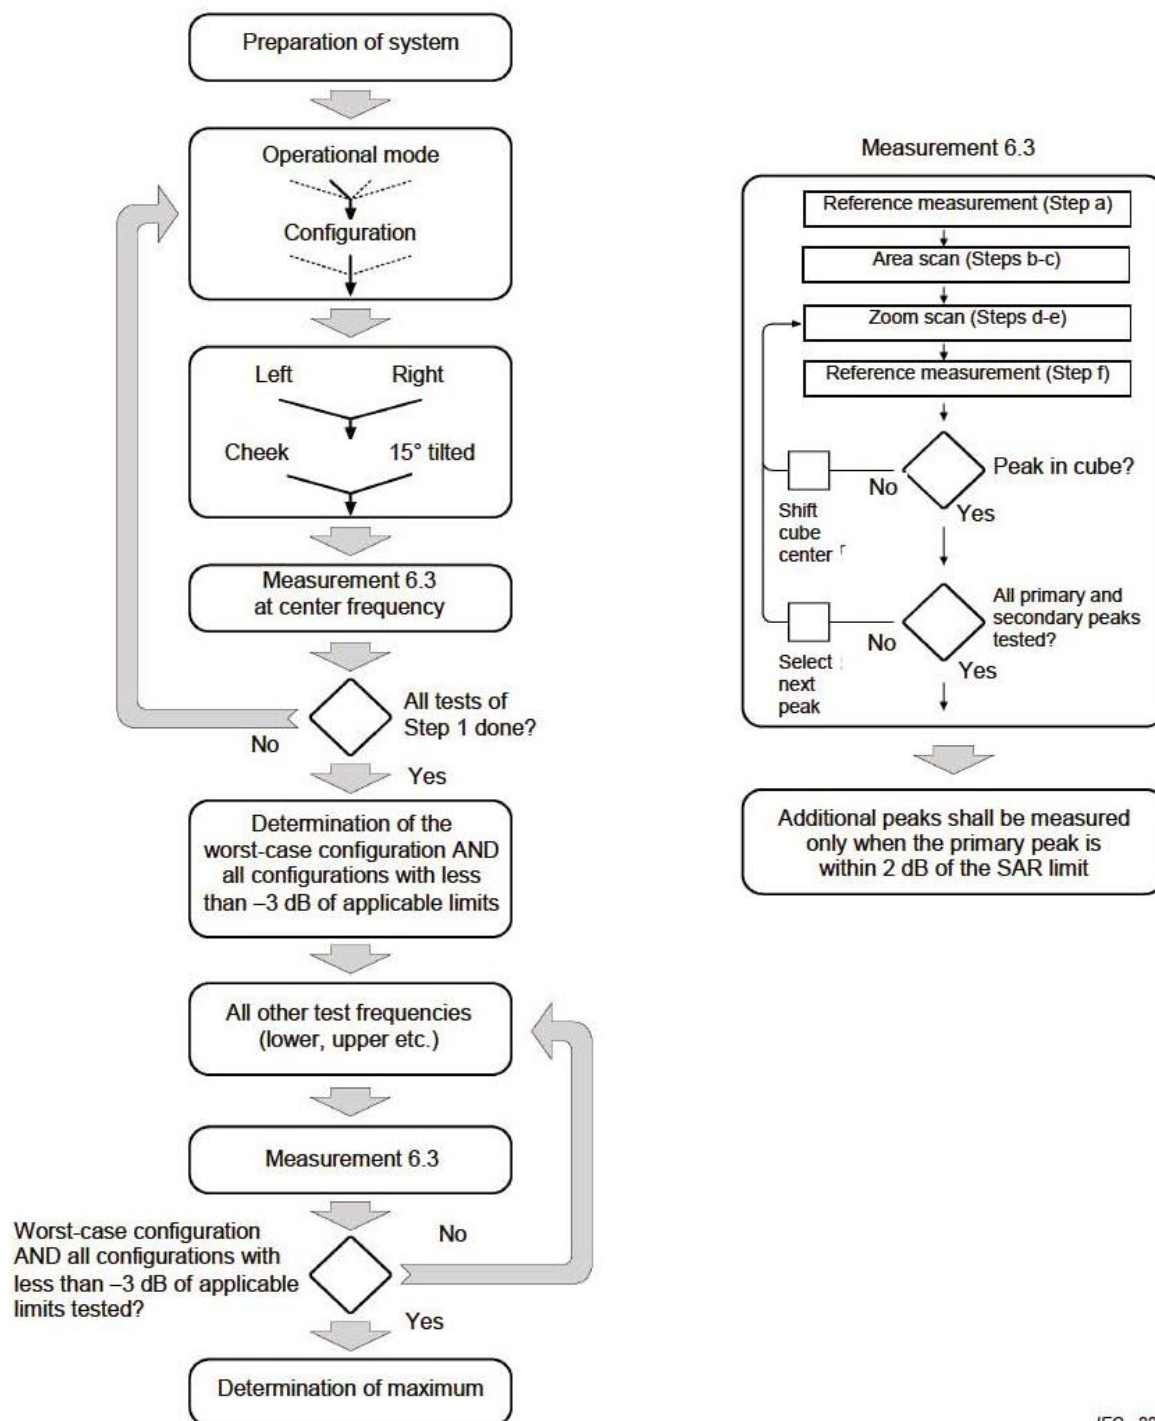 Preparation of system
Operational mode
Configuration
Left Right
Cheek 15° tilted
Measurement 6.3
at center frequency
All tests of
Step 1 done?
No
Yes
Determination of the
worst-case configuration AND
all configurations with less
than –3 dB of applicable limits
All other test frequencies
(lower, upper etc.)
Measurement 6.3
Worst-case configuration
AND all configurations with
less than –3 dB of applicable
limits tested?
No
Yes
Determination of maximum
Measurement 6.3
Reference measurement (Step a)
Area scan (Steps b-c)
Zoom scan (Steps d-e)
Reference measurement (Step f)
Peak in cube?
No
Yes
Shift
cube
center
All primary and
secondary peaks
tested?
No
Yes
Select
next
peak
Additional peaks shall be measured
only when the primary peak is
within 2 dB of the SAR limit